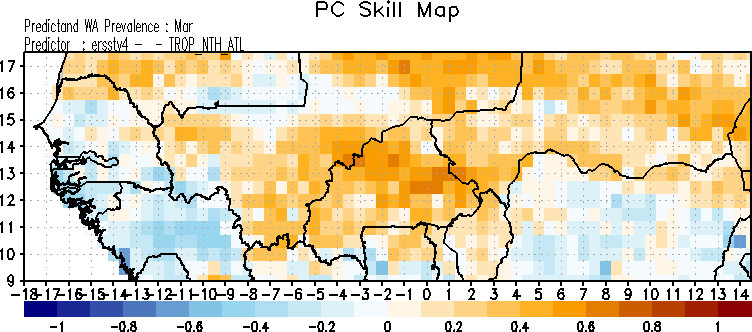 PC Skill Map
Predictand WA Prevalence : Mar
Predictor : ersstv4 - - TROP_NTH_ATL
17
16
15
14
13
12
11
10
9
-18 -17 -16 -15 -14 -13 -12 -11 -10 -9 -8 -7 -6 -5 -4 -3 -2 -1 0 1 2 3 4 5 6 7 8 9 10 11 12 13 14
-1 -0.8 -0.6 -0.4 -0.2 0 0.2 0.4 0.6 0.8 1